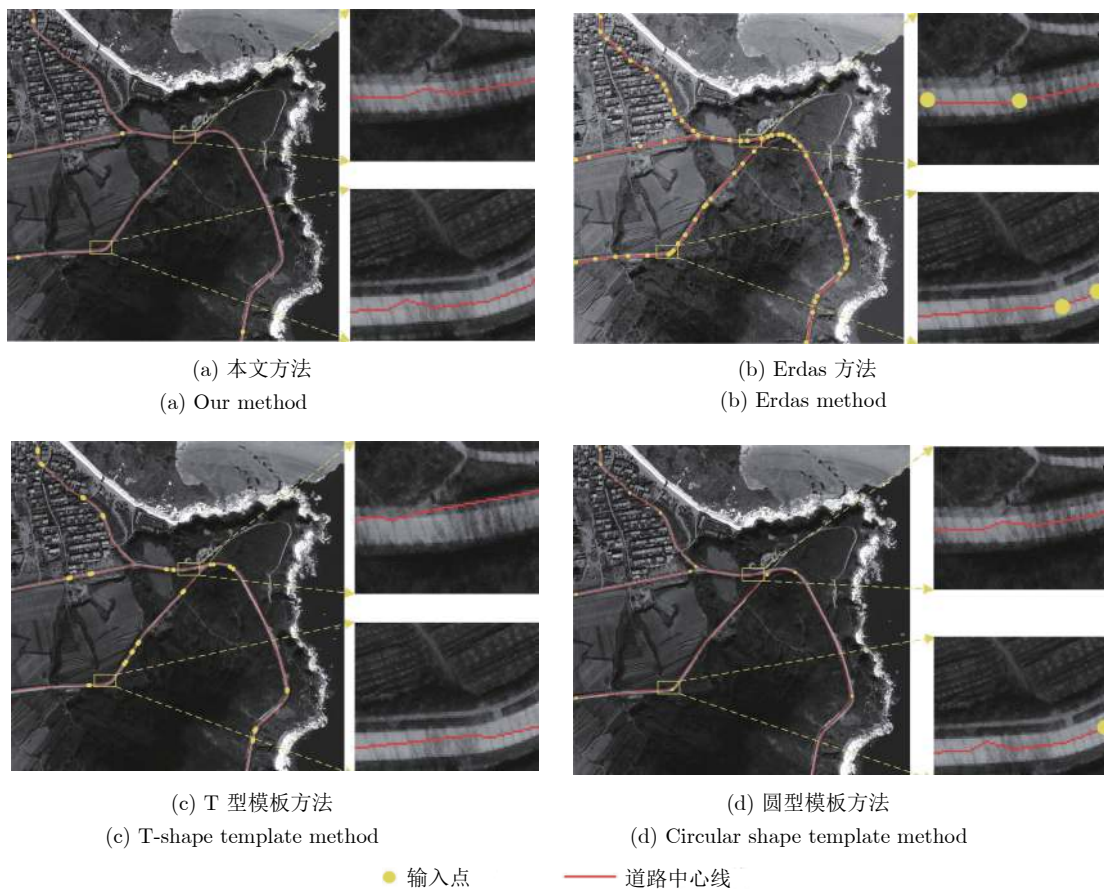 (a) 本文方法
(a) Our method
(b) Erdas 方法
(b) Erdas method
(c) T 型模板方法
(c) T-shape template method
(d) 圆型模板方法
(d) Circular shape template method
输入点
道路中心线